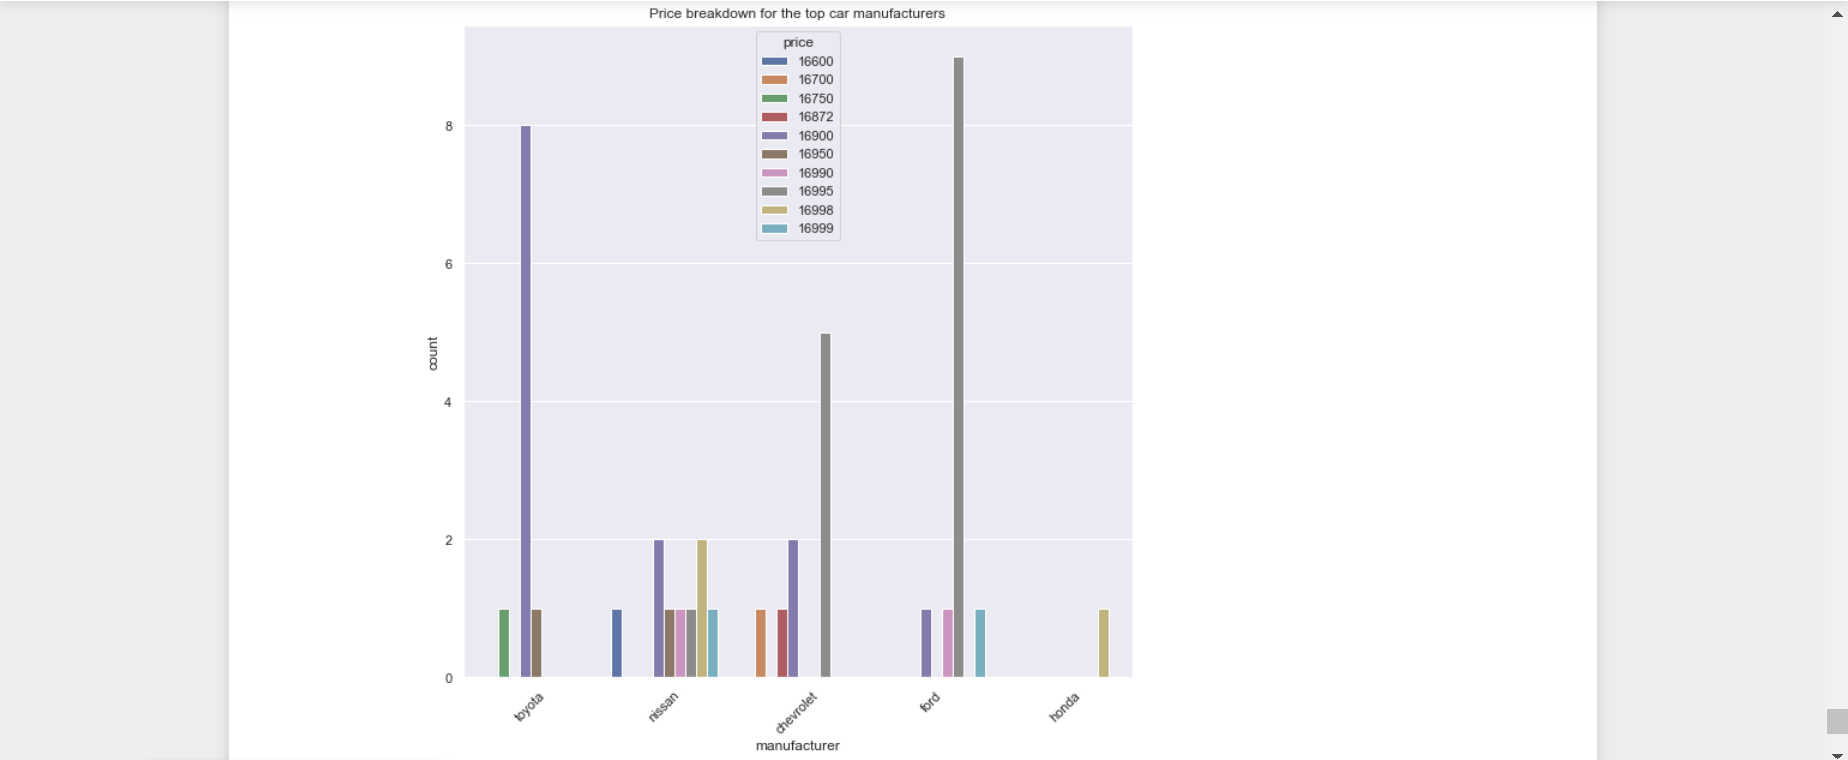 Price breakdown for the top car manufacturers
price
16600
16700
16750
16872
16900
16950
16990
16995
16998
16999
8
6
4
2
0
count
toyota
nissan
chevrolet
ford
honda
manufacturer